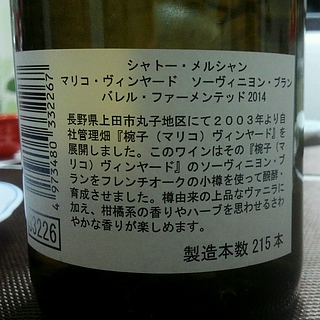 シャトー・メルシャン
マリコ・ヴィンヤード　ソーヴィニヨン・ブラン
バレル・ファーメンテッド2014
長野県上田市丸子地区にて2003年より自
社管理畑『椀子（マリコ）ヴィンヤード』を
展開しました。このワインはその『椀子（マ
リコ）ヴィンヤード』のソーヴィニヨン・ブ
ランをフレンチオークの小樽を使って醗酵・
育成させました。樽由来の上品なヴァニラに
加え、柑橘系の香りやハーブを思わせるさわ
やかな香りが楽しめます。
製造本数215本
4 973480 332267
3226